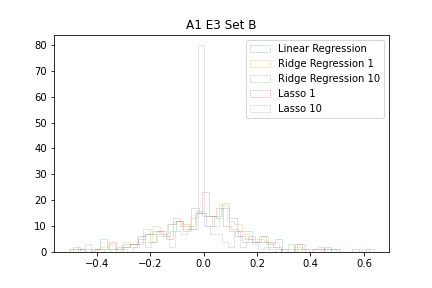 A1 E3 Set B
80
70
60
50
40
30
20
10
0
Linear Regression
Ridge Regression 1
Ridge Regression 10
Lasso 1
Lasso 10
−0.4 −0.2 0.0 0.2 0.4 0.6